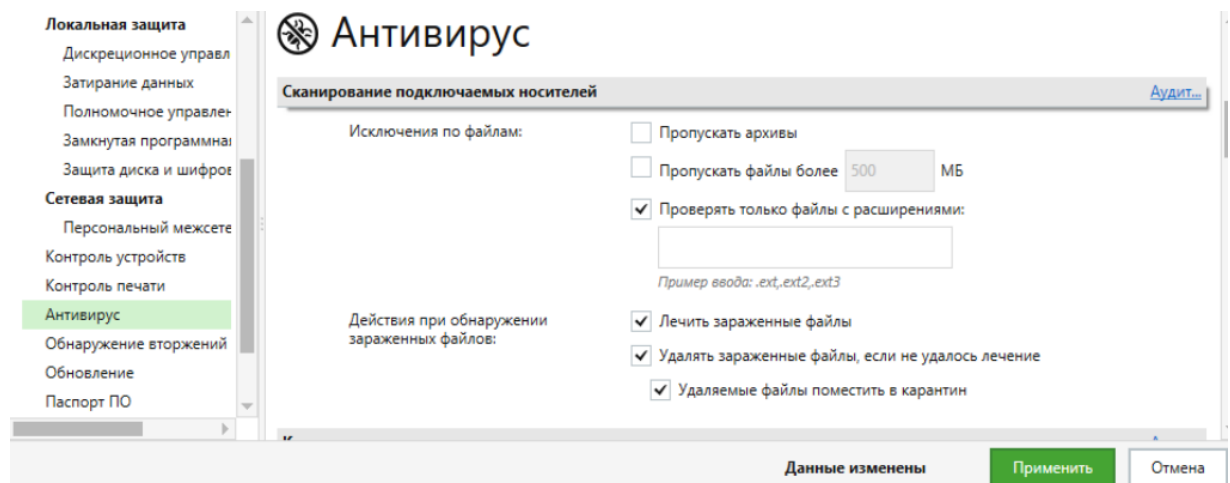 Локальная защита
Дискреционное управл
Затирание данных
Полномочное управлен
Замкнутая программная
Защита диска и шифров
Сетевая защита
Персональный межсете
Контроль устройств
Контроль печати
Антивирус
Обнаружение вторжений
Обновление
Паспорт ПО
Антивирус
Сканирование подключаемых носителей Аудит...
Исключения по файлам:
Пропускать архивы
Пропускать файлы более 500 МБ
Проверять только файлы с расширениями:
Пример ввода: .ext,.ext2,.ext3
Действия при обнаружении
зараженных файлов:
Лечить зараженные файлы
Удалять зараженные файлы, если не удалось лечение
Удаляемые файлы поместить в карантин
Данные изменены Применить Отмена